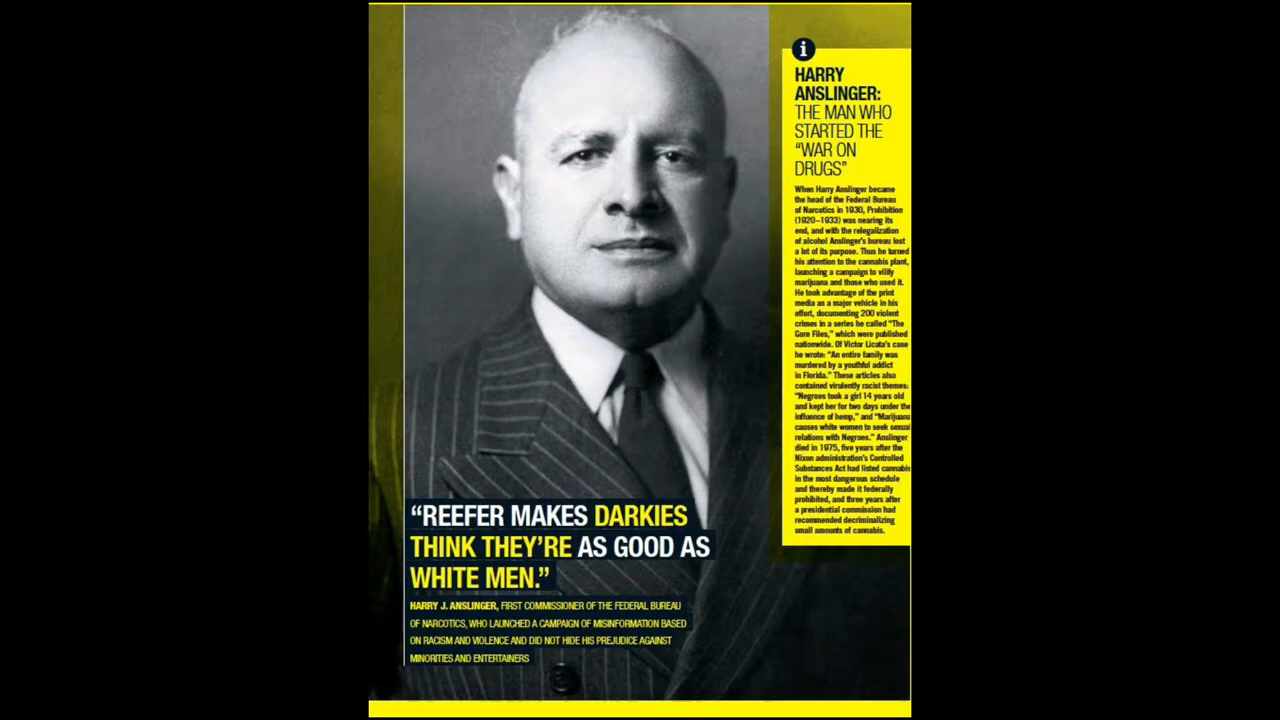 i
HARRY
ANSLINGER:
THE MAN WHO
STARTED THE
“WAR ON
DRUGS”
When Harry Anslinger became
the head of the Federal Bureau
of Narcotics in 1930, Prohibition
(1920–1933) was nearing its
end, and with the relegalization
of alcohol Anslinger's bureau lost
a lot of its purpose. Thus he turned
his attention to the cannabis plant,
launching a campaign to vilify
marijuana and those who used it.
He took advantage of the print
media as a major vehicle in his
effort, documenting 200 violent
crimes in a series he called “The
Gore Files,” which were published
nationwide. Of Victor Licata's case
he wrote: “An entire family was
murdered by a youthful addict
in Florida.” These articles also
contained virulently racist themes:
“Negroes took a girl 14 years old
and kept her for two days under the
influence of hemp,” and “Marijuana
causes white women to seek sexual
relations with Negroes.” Anslinger
died in 1975, five years after the
Nixon administration's Controlled
Substances Act had listed cannabis
in the most dangerous schedule
and thereby made it federally
prohibited, and three years after
a presidential commission had
recommended decriminalizing
small amounts of cannabis.
“REEFER MAKES DARKIES
THINK THEY'RE AS GOOD AS
WHITE MEN.”
HARRY J. ANSLINGER, FIRST COMMISSIONER OF THE FEDERAL BUREAU
OF NARCOTICS, WHO LAUNCHED A CAMPAIGN OF MISINFORMATION BASED
ON RACISM AND VIOLENCE AND DID NOT HIDE HIS PREJUDICE AGAINST
MINORITIES AND ENTERTAINERS